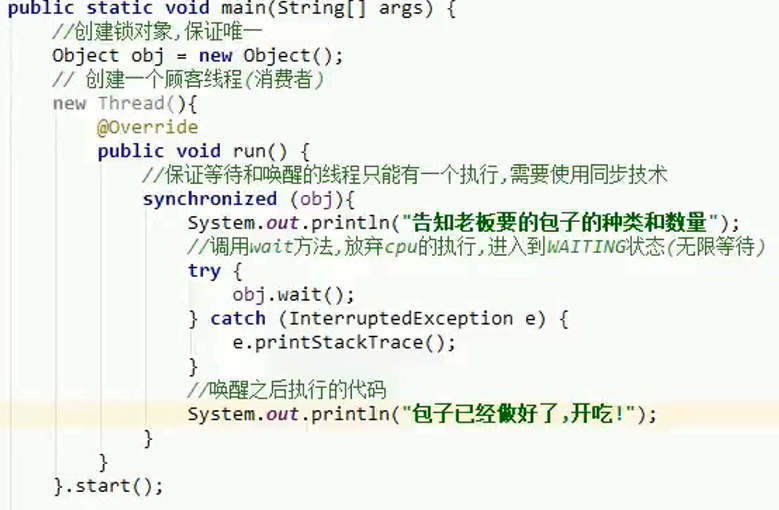 public static void main(String[] args) {
//创建锁对象,保证唯一
Object obj = new Object();
// 创建一个顾客线程(消费者)
new Thread(){
@Override
public void run() {
//保证等待和唤醒的线程只能有一个执行,需要使用同步技术
synchronized (obj){
System.out.println("告知老板要的包子的种类和数量");
//调用wait方法,放弃cpu的执行,进入到WAITING状态(无限等待)
try {
obj.wait();
} catch (InterruptedException e) {
e.printStackTrace();
}
//唤醒之后执行的代码
System.out.println("包子已经做好了,开吃!");
}
}
}.start();